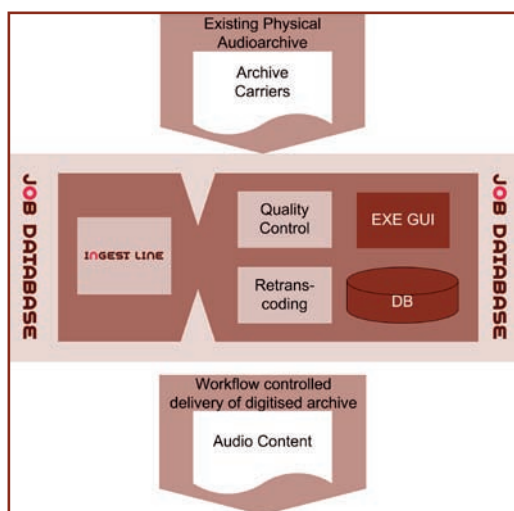 Existing Physical
Audioarchive
Archive
Carriers
JOB DATABASE
INGEST LINE
Quality
Control
EXE GUI
Retrans-
coding
DB
JOB DATABASE
Workflow controlled
delivery of digitised archive
Audio Content